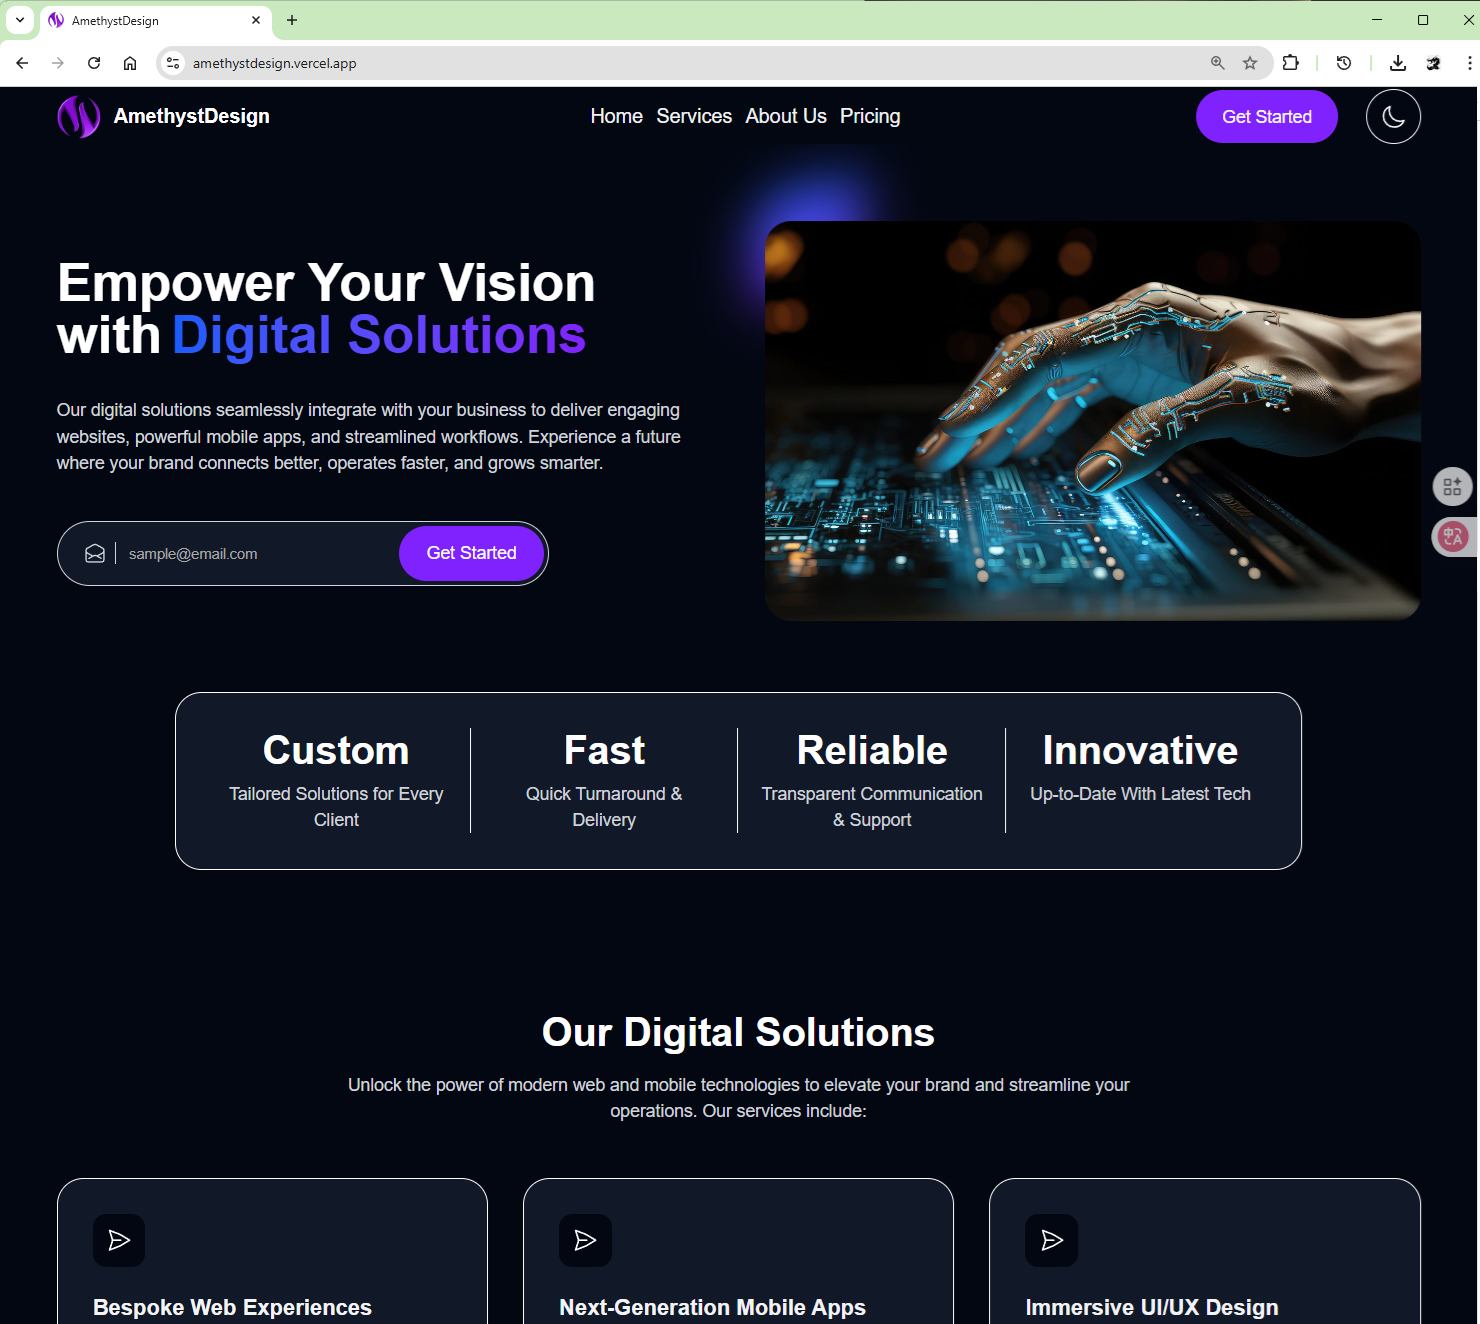 AmethystDesign
amethystdesign.vercel.app
AmethystDesign
Home Services About Us Pricing
Get Started
Empower Your Vision
with Digital Solutions
Our digital solutions seamlessly integrate with your business to deliver engaging
websites, powerful mobile apps, and streamlined workflows. Experience a future
where your brand connects better, operates faster, and grows smarter.
sample@email.com
Get Started
中A
Custom
Tailored Solutions for Every
Client
Fast
Quick Turnaround &
Delivery
Reliable
Transparent Communication
& Support
Innovative
Up-to-Date With Latest Tech
Our Digital Solutions
Unlock the power of modern web and mobile technologies to elevate your brand and streamline your
operations. Our services include:
Bespoke Web Experiences
Next-Generation Mobile Apps
Immersive UI/UX Design